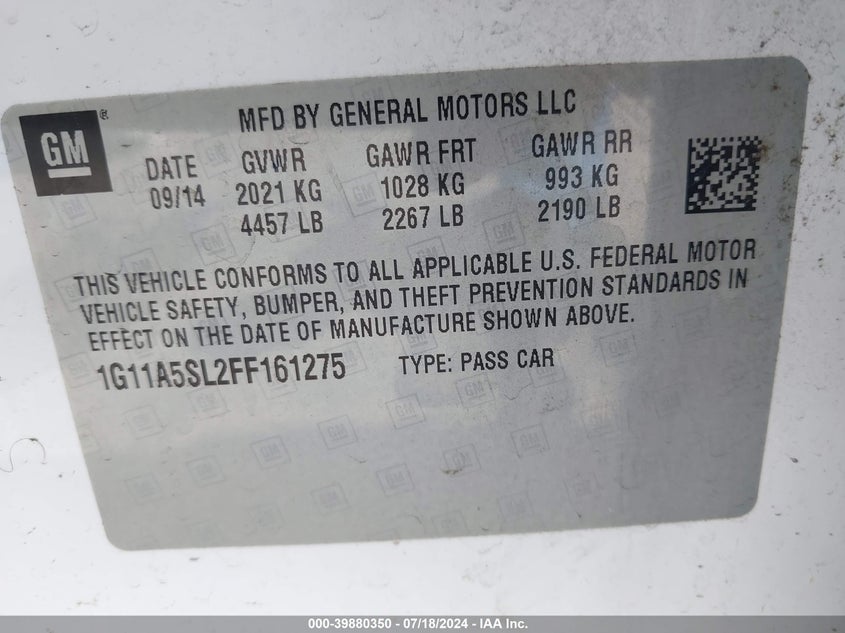 MFD BY GENERAL MOTORS LLC
GM®
DATE GVWR GAWR FRT GAWR RR
09/14 2021 KG 1028 KG 993 KG
4457 LB 2267 LB 2190 LB
THIS VEHICLE CONFORMS TO ALL APPLICABLE U.S. FEDERAL MOTOR
VEHICLE SAFETY, BUMPER, AND THEFT PREVENTION STANDARDS IN
EFFECT ON THE DATE OF MANUFACTURE SHOWN ABOVE.
1G11A5SL2FF161275 TYPE: PASS CAR
000-39880350 - 07/18/2024 - IAA Inc.